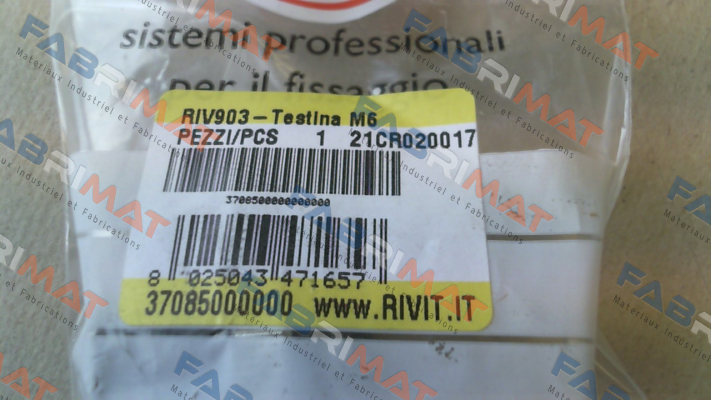 sistemi professionali
per il fissaggio
RIV903-Testina M6
PEZZI/PCS 1 21CR020017
3708500000000000
8 025043 471657
37085000000 www.RIVIT.IT
FABRIMAT
Materiaux Industriel et Fabrications